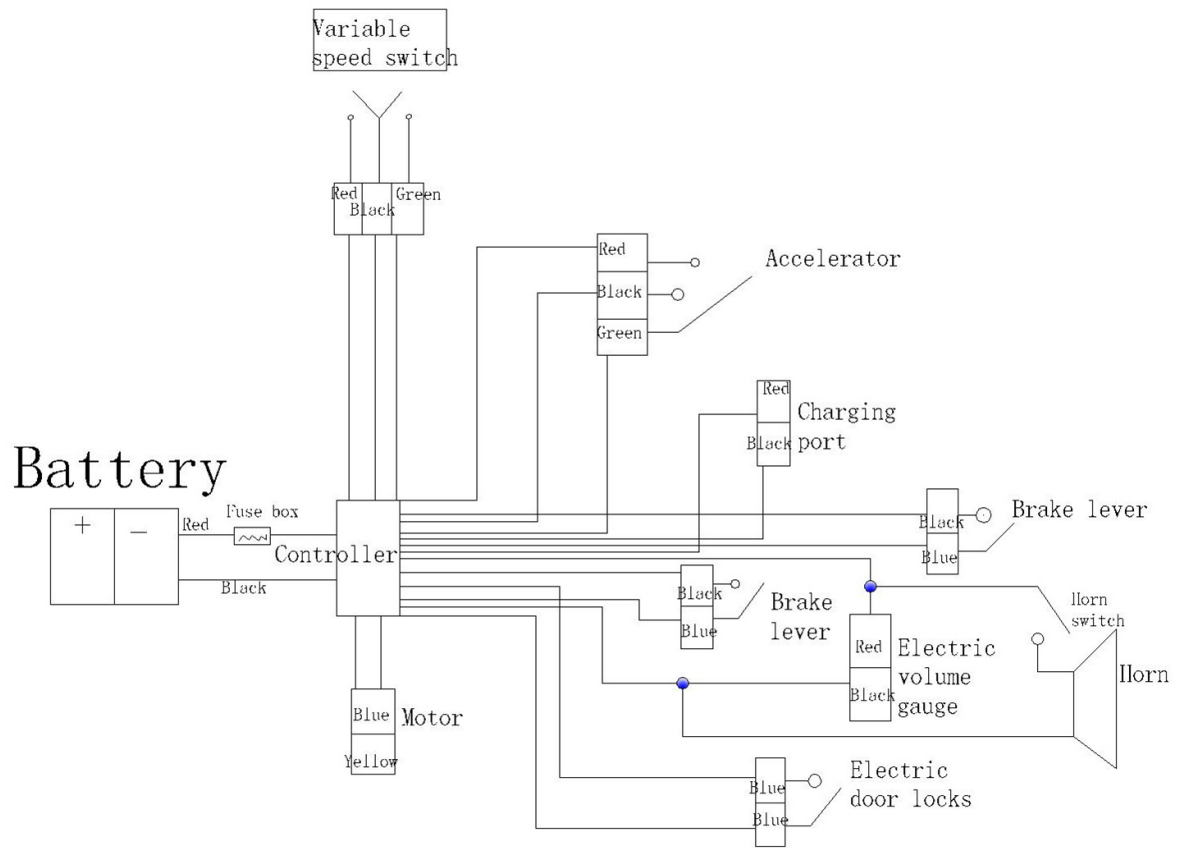 Variable
speed switch
Red
Black
Green
Red
Black
Green
Accelerator
Red
Black
Charging
port
Battery
+
−
Red
Fuse box
Black
Controller
Black
Blue
Brake lever
Black
Blue
Brake
lever
Horn
switch
Horn
Red
Black
Electric
volume
gauge
Blue
Yellow
Motor
Blue
Blue
Electric
door locks